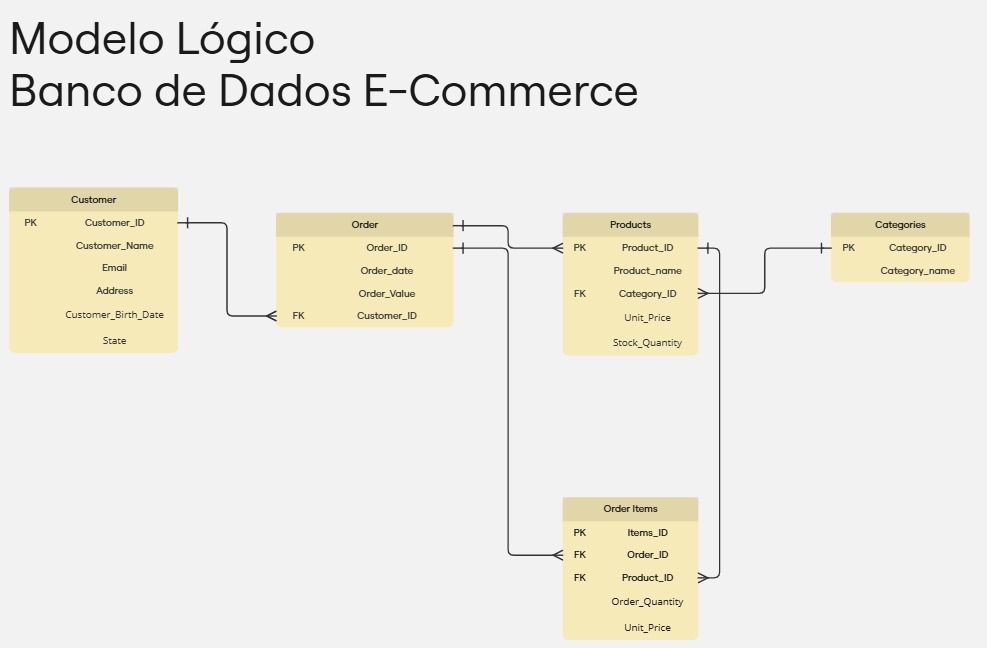 Modelo Lógico
Banco de Dados E-Commerce
Customer
PK Customer_ID
Customer_Name
Email
Address
Customer_Birth_Date
State
Order
PK Order_ID
Order_date
Order_Value
FK Customer_ID
Products
PK Product_ID
Product_name
FK Category_ID
Unit_Price
Stock_Quantity
Categories
PK Category_ID
Category_name
Order Items
PK Items_ID
FK Order_ID
FK Product_ID
Order_Quantity
Unit_Price